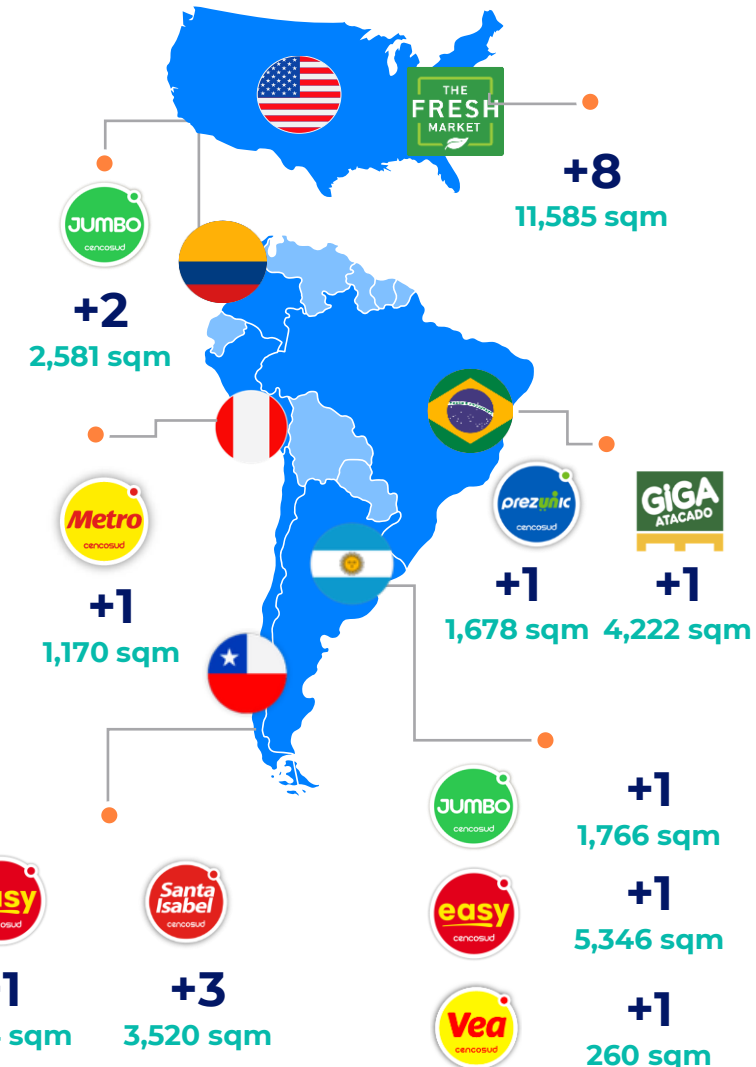 THE
FRESH
MARKET
+8
11,585 sqm
JUMBO
cencosud
+2
2,581 sqm
Metro
cencosud
+1
1,170 sqm
prezunic
cencosud
+1
1,678 sqm
GiGA
ATACADO
+1
4,222 sqm
JUMBO
cencosud
+1
1,766 sqm
easy
cencosud
+1
5,346 sqm
Vea
cencosud
+1
260 sqm
sqm
Santa
Isabel
cencosud
+3
3,520 sqm